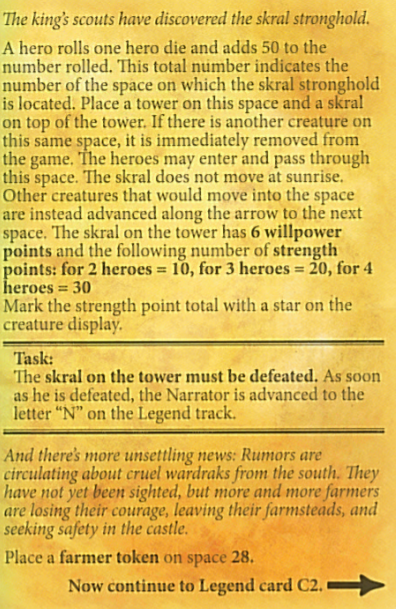 The king's scouts have discovered the skral stronghold.
A hero rolls one hero die and adds 50 to the
number rolled. This total number indicates the
number of the space on which the skral stronghold
is located. Place a tower on this space and a skral
on top of the tower. If there is another creature on
this same space, it is immediately removed from
the game. The heroes may enter and pass through
this space. The skral does not move at sunrise.
Other creatures that would move into the space
are instead advanced along the arrow to the next
space. The skral on the tower has 6 willpower
points and the following number of strength
points: for 2 heroes = 10, for 3 heroes = 20, for 4
heroes = 30
Mark the strength point total with a star on the
creature display.
Task:
The skral on the tower must be defeated. As soon
as he is defeated, the Narrator is advanced to the
letter "N" on the Legend track.
And there's more unsettling news: Rumors are
circulating about cruel wardraks from the south. They
have not yet been sighted, but more and more farmers
are losing their courage, leaving their farmsteads, and
seeking safety in the castle.
Place a farmer token on space 28.
Now continue to Legend card C2.